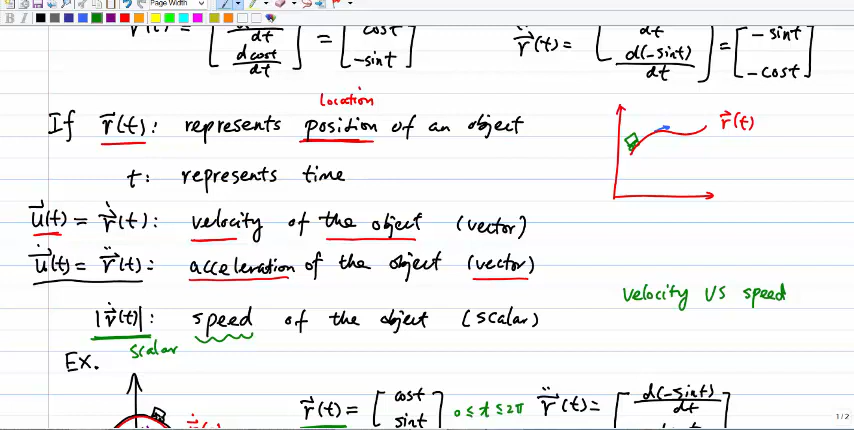 Page Width
B I
dt = [ cost
d cost / dt
-sint ]
r⃗̈(t) = [ dt
d(-sint) / dt ] = [ -sint
-cost ]
location
If r⃗(t): represents position of an object
r⃗(t)
t: represents time
u⃗(t) = r⃗̇(t): velocity of the object (vector)
u⃗̇(t) = r⃗̈(t): acceleration of the object (vector)
velocity VS speed
|r⃗̇(t)|: speed of the object (scalar)
scalar
EX.
r⃗(t) = [ cost
sint ] 0 ≤ t ≤ 2π r⃗̈(t) = [ d(-sint) / dt
1 / 2